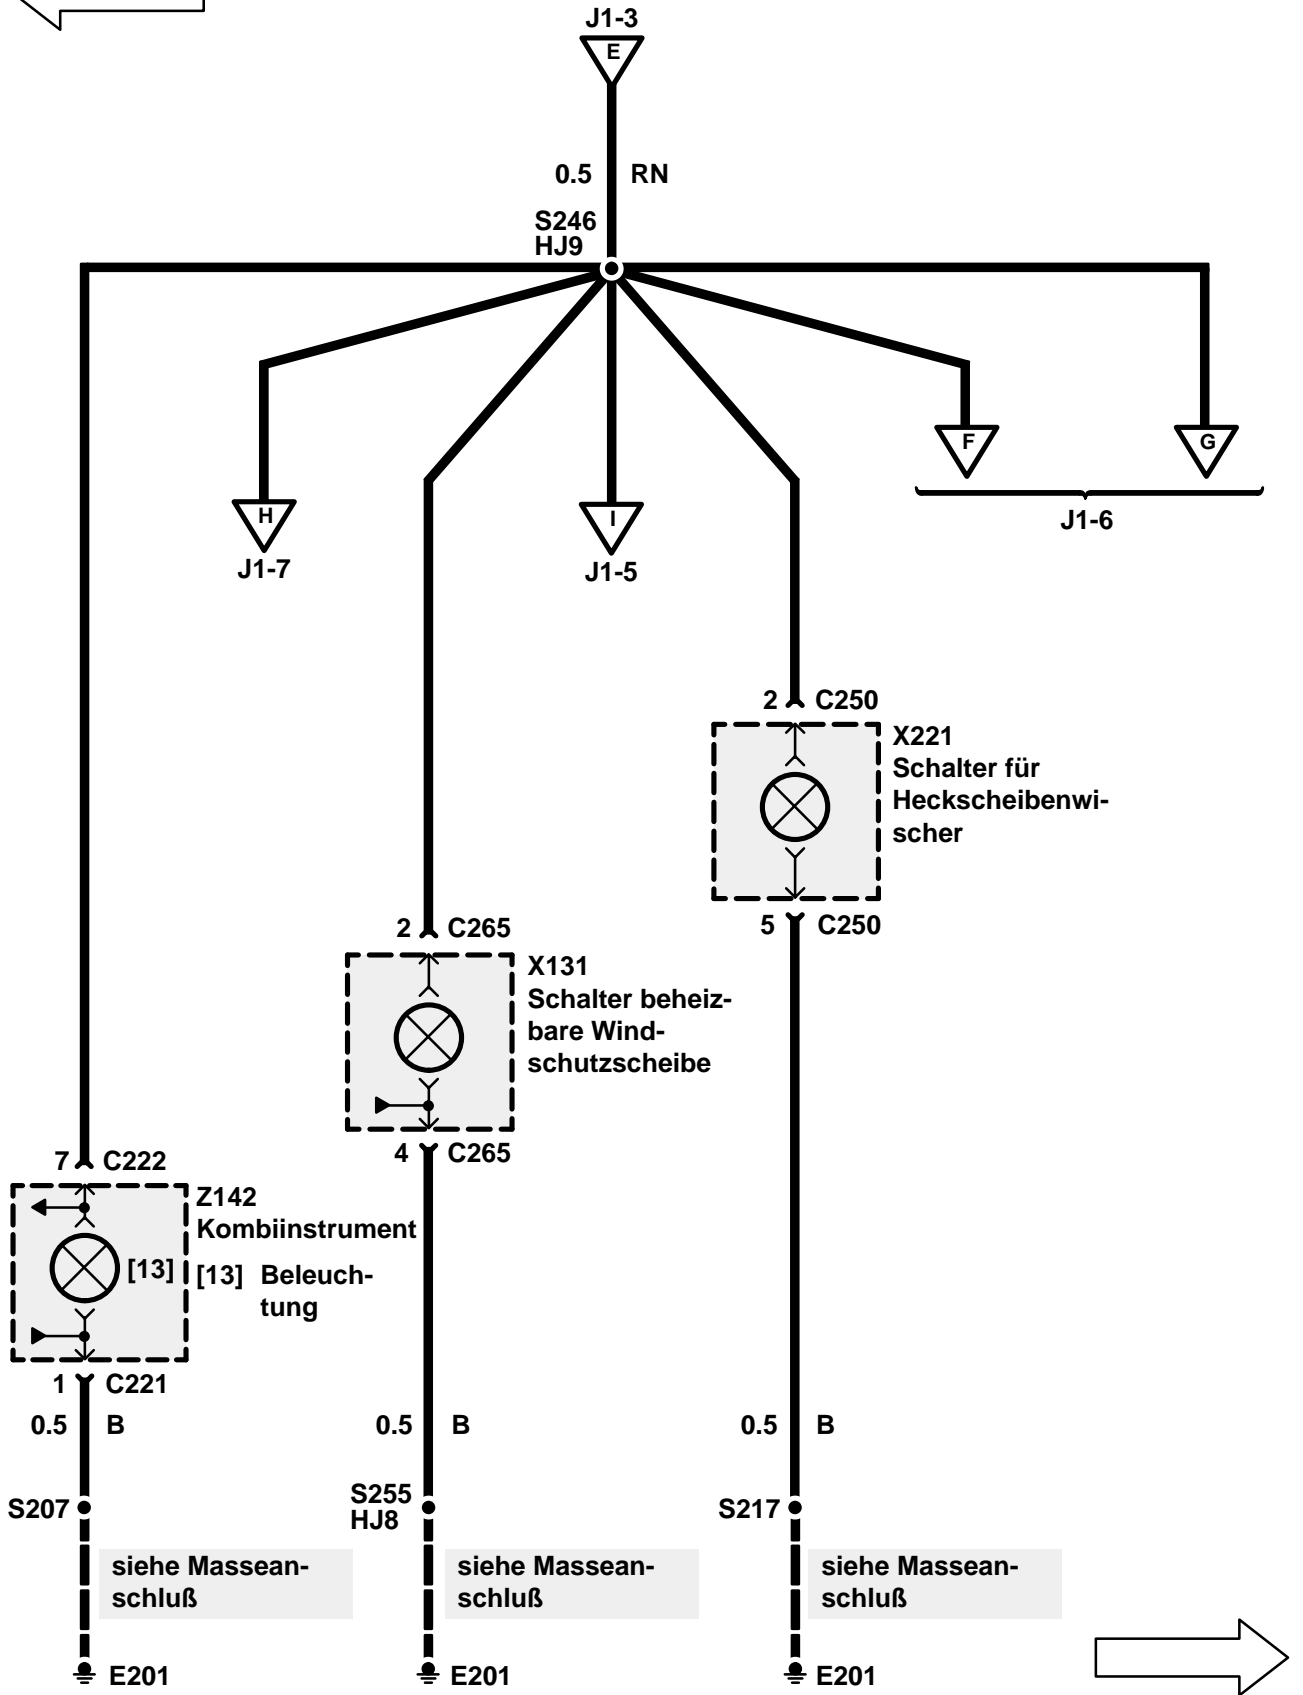 J1-3
E
0.5 RN
S246
HJ9
F
G
J1-6
H
J1-7
I
J1-5
2 C250
X221
Schalter für
Heckscheibenwi-
scher
5 C250
2 C265
X131
Schalter beheiz-
bare Wind-
schutzscheibe
4 C265
7 C222
Z142
Kombiinstrument
[13]
[13] Beleuch-
tung
1 C221
0.5 B
0.5 B
0.5 B
S207
S255
HJ8
S217
siehe Massean-
schluß
siehe Massean-
schluß
siehe Massean-
schluß
E201
E201
E201